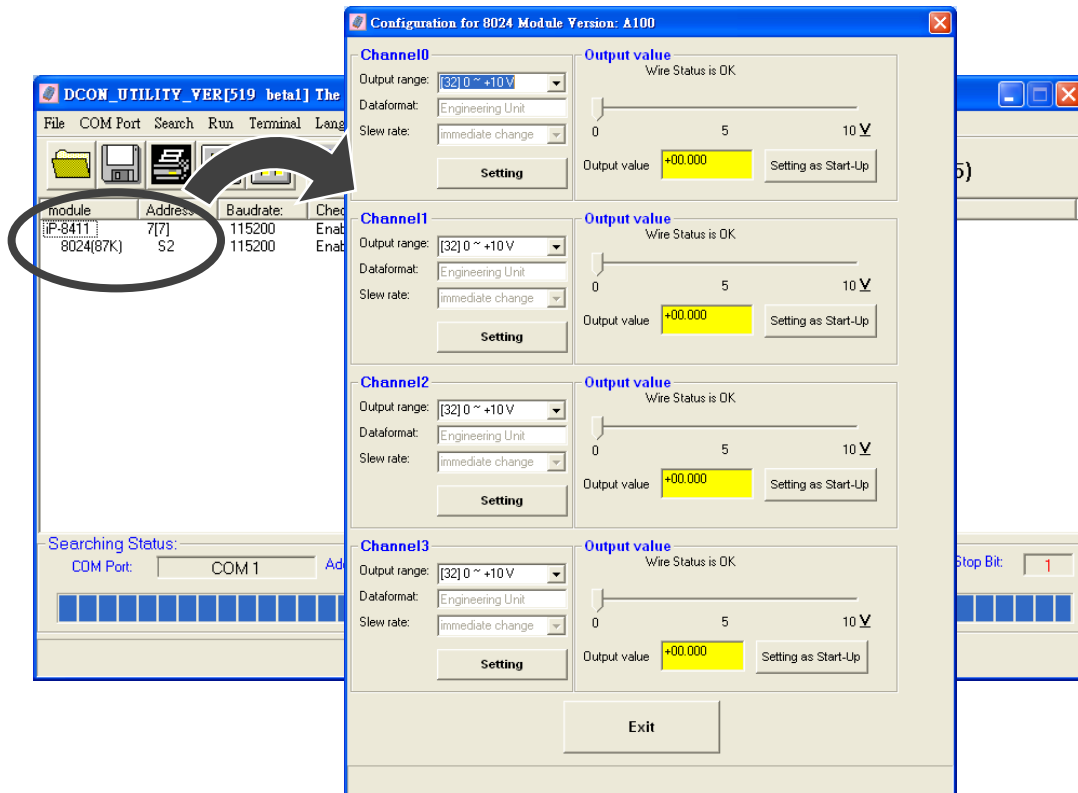 DCON_UTILITY_VER[519 beta1] The
File COM Port Search Run Terminal Lang
5)
module Address Baudrate: Chec
iP-8411 7[7] 115200 Enab
8024(87K) S2 115200 Enab
Searching Status:
COM Port: COM 1 Add
Stop Bit: 1
Configuration for 8024 Module Version: A100
Channel0
Output range: [32] 0 ~ +10 V
Dataformat: Engineering Unit
Slew rate: immediate change
Setting
Output value
Wire Status is OK
0 5 10 V
Output value +00.000 Setting as Start-Up
Channel1
Output range: [32] 0 ~ +10 V
Dataformat: Engineering Unit
Slew rate: immediate change
Setting
Output value
Wire Status is OK
0 5 10 V
Output value +00.000 Setting as Start-Up
Channel2
Output range: [32] 0 ~ +10 V
Dataformat: Engineering Unit
Slew rate: immediate change
Setting
Output value
Wire Status is OK
0 5 10 V
Output value +00.000 Setting as Start-Up
Channel3
Output range: [32] 0 ~ +10 V
Dataformat: Engineering Unit
Slew rate: immediate change
Setting
Output value
Wire Status is OK
0 5 10 V
Output value +00.000 Setting as Start-Up
Exit